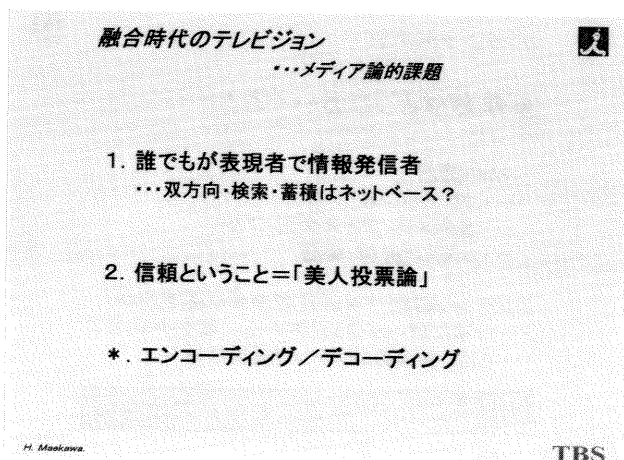 融合時代のテレビジョン
・・・メディア論的課題
1. 誰でもが表現者で情報発信者
・・・双方向・検索・蓄積はネットベース？
2. 信頼ということ＝「美人投票論」
*. エンコーディング／デコーディング
H. Maekawa.
TBS